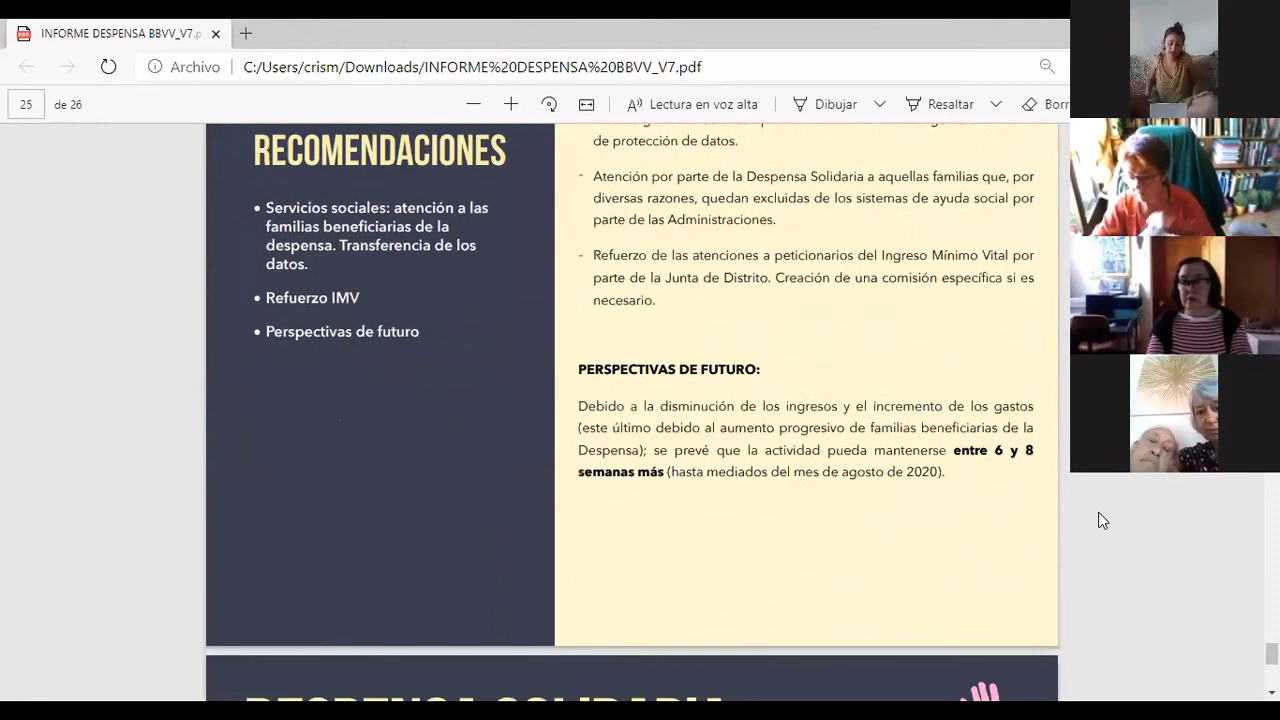 INFORME DESPENSA BBVV_V7.p
Archivo
C:/Users/crism/Downloads/INFORME%20DESPENSA%20BBVV_V7.pdf
25 de 26
Lectura en voz alta
Dibujar
Resaltar
Borr
RECOMENDACIONES
• Servicios sociales: atención a las
familias beneficiarias de la
despensa. Transferencia de los
datos.
• Refuerzo IMV
• Perspectivas de futuro
de protección de datos.
- Atención por parte de la Despensa Solidaria a aquellas familias que, por
diversas razones, quedan excluidas de los sistemas de ayuda social por
parte de las Administraciones.
- Refuerzo de las atenciones a peticionarios del Ingreso Mínimo Vital por
parte de la Junta de Distrito. Creación de una comisión específica si es
necesario.
PERSPECTIVAS DE FUTURO:
Debido a la disminución de los ingresos y el incremento de los gastos
(este último debido al aumento progresivo de familias beneficiarias de la
Despensa); se prevé que la actividad pueda mantenerse entre 6 y 8
semanas más (hasta mediados del mes de agosto de 2020).
DESPENSA SOLIDARIA